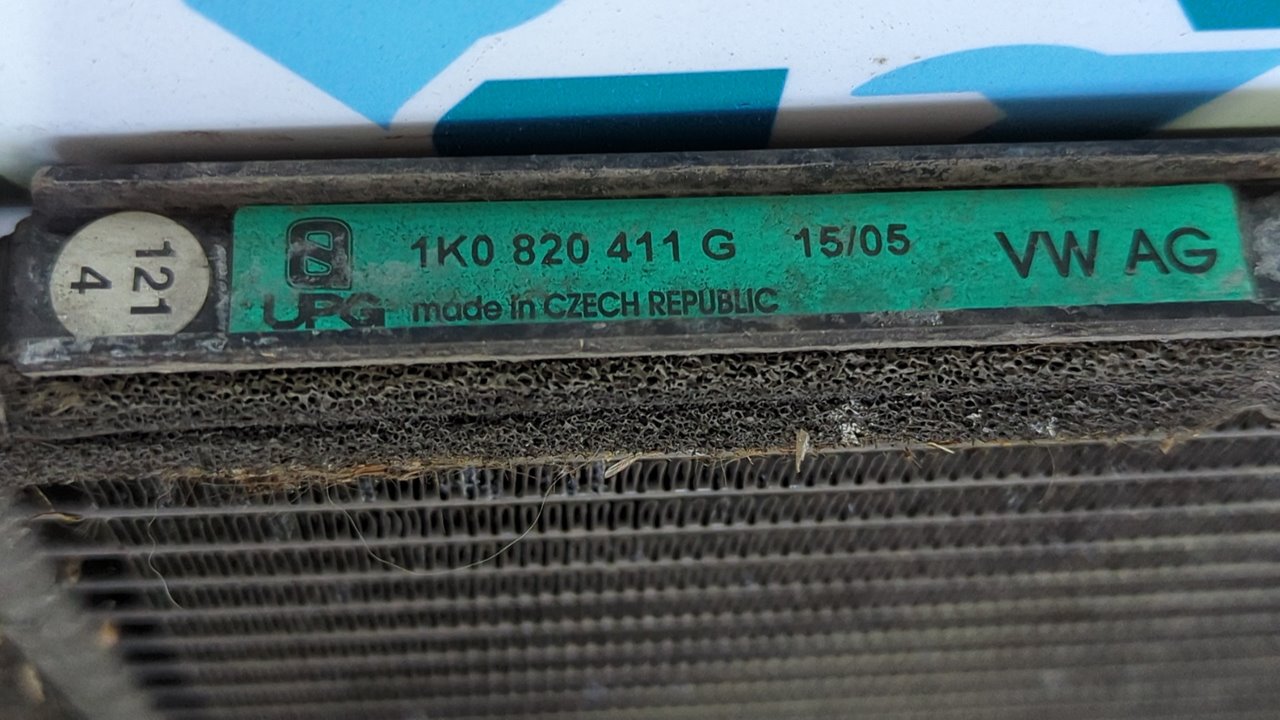 121
4
1K0 820 411 G 15/05 VW AG
UPG made in CZECH REPUBLIC